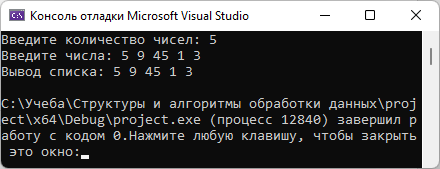 Консоль отладки Microsoft Visual Studio
Введите количество чисел: 5
Введите числа: 5 9 45 1 3
Вывод списка: 5 9 45 1 3
C:\Учеба\Структуры и алгоритмы обработки данных\proj
ect\x64\Debug\project.exe (процесс 12840) завершил р
аботу с кодом 0.Нажмите любую клавишу, чтобы закрыть
это окно: